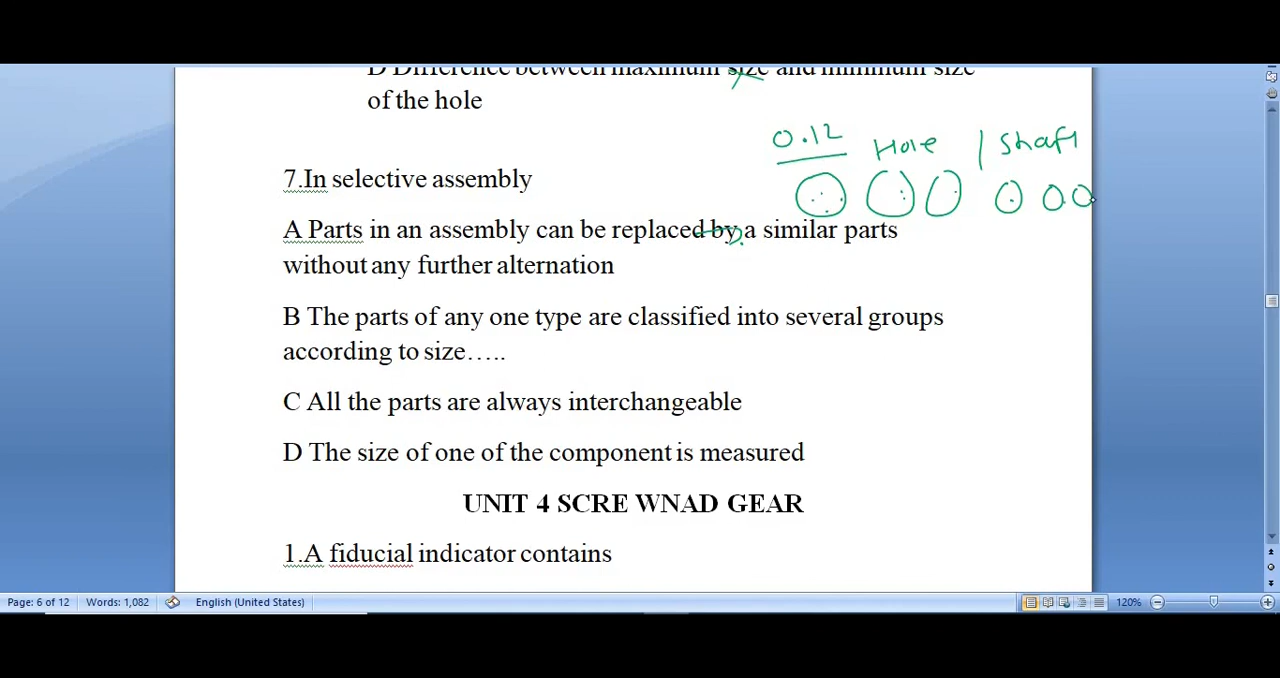 D Difference between maximum size and minimum size
of the hole
0.12 Hole | Shaft
7.In selective assembly
A Parts in an assembly can be replaced by a similar parts
without any further alternation
B The parts of any one type are classified into several groups
according to size.....
C All the parts are always interchangeable
D The size of one of the component is measured
UNIT 4 SCRE WNAD GEAR
1.A fiducial indicator contains
Page: 6 of 12 Words: 1,082 English (United States) 120%